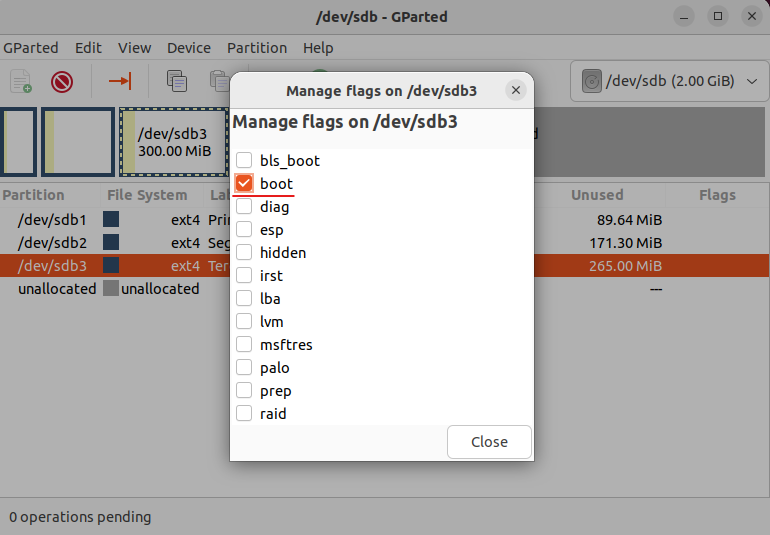 /dev/sdb - GParted
GParted Edit View Device Partition Help
/dev/sdb (2.00 GiB)
Manage flags on /dev/sdb3
Manage flags on /dev/sdb3
/dev/sdb3
300.00 MiB
bls_boot
boot
diag
esp
hidden
irst
lba
lvm
msftres
palo
prep
raid
Close
Partition File System Unused Flags
/dev/sdb1 ext4 89.64 MiB
/dev/sdb2 ext4 171.30 MiB
/dev/sdb3 ext4 265.00 MiB
unallocated unallocated ---
0 operations pending